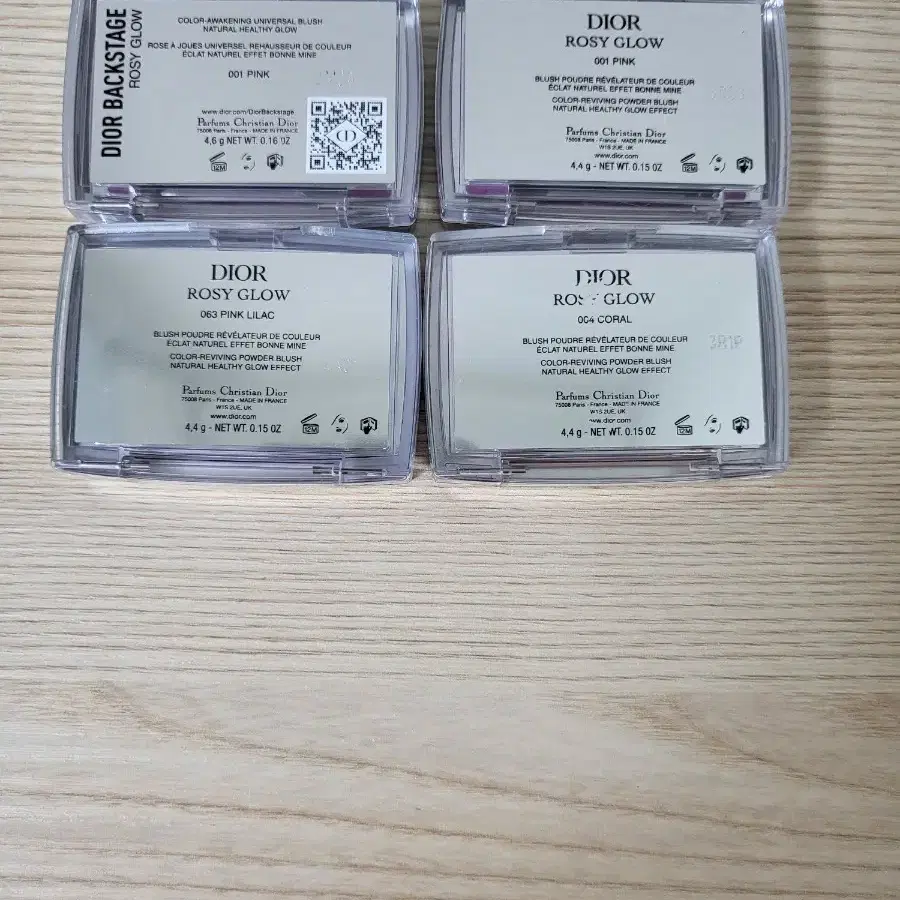 DIOR BACKSTAGE
ROSY GLOW
COLOR-AWAKENING UNIVERSAL BLUSH
NATURAL HEALTHY GLOW
ROSE À JOUES UNIVERSEL REHAUSSEUR DE COULEUR
ÉCLAT NATUREL EFFET BONNE MINE
001 PINK
www.dior.com/DiorBackstage
Parfums Christian Dior
75008 Paris - France - MADE IN FRANCE
4,6 g NET WT. 0.16 OZ
12M
DIOR
ROSY GLOW
001 PINK
BLUSH POUDRE RÉVÉLATEUR DE COULEUR
ÉCLAT NATUREL EFFET BONNE MINE
COLOR-REVIVING POWDER BLUSH
NATURAL HEALTHY GLOW EFFECT
Parfums Christian Dior
75008 Paris - France - MADE IN FRANCE
W1S 2UE, UK
www.dior.com
4,4 g - NET WT. 0.15 OZ
12M
DIOR
ROSY GLOW
063 PINK LILAC
BLUSH POUDRE RÉVÉLATEUR DE COULEUR
ÉCLAT NATUREL EFFET BONNE MINE
COLOR-REVIVING POWDER BLUSH
NATURAL HEALTHY GLOW EFFECT
Parfums Christian Dior
75008 Paris - France - MADE IN FRANCE
W1S 2UE, UK
www.dior.com
4,4 g - NET WT. 0.15 OZ
12M
DIOR
ROSY GLOW
004 CORAL
BLUSH POUDRE RÉVÉLATEUR DE COULEUR
ÉCLAT NATUREL EFFET BONNE MINE
COLOR-REVIVING POWDER BLUSH
NATURAL HEALTHY GLOW EFFECT
Parfums Christian Dior
75008 Paris - France - MADE IN FRANCE
W1S 2UE, UK
www.dior.com
4,4 g - NET WT. 0.15 OZ
12M